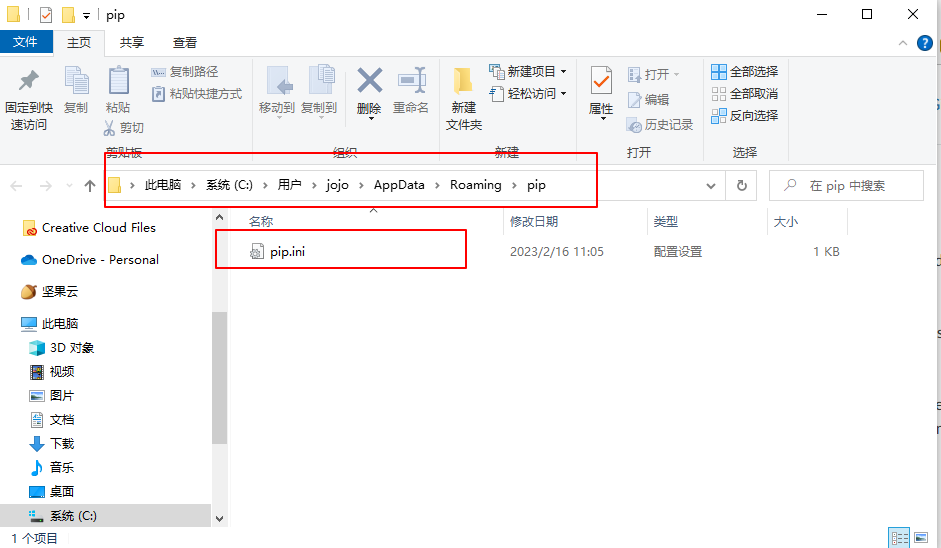 pip
文件 主页 共享 查看
固定到快速访问
复制
粘贴
复制路径
粘贴快捷方式
剪切
剪贴板
移动到 复制到 删除 重命名
组织
新建文件夹
新建项目
轻松访问
新建
属性
打开
编辑
历史记录
打开
全部选择
全部取消
反向选择
选择
此电脑 系统 (C:) 用户 jojo AppData Roaming pip
在 pip 中搜索
名称 修改日期 类型 大小
pip.ini 2023/2/16 11:05 配置设置 1 KB
Creative Cloud Files
OneDrive - Personal
坚果云
此电脑
3D 对象
视频
图片
文档
下载
音乐
桌面
系统 (C:)
1 个项目